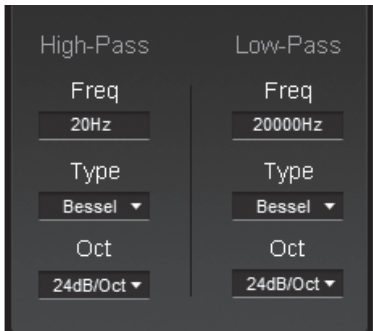 High-Pass Low-Pass
Freq Freq
20Hz 20000Hz
Type Type
Bessel Bessel
Oct Oct
24dB/Oct 24dB/Oct